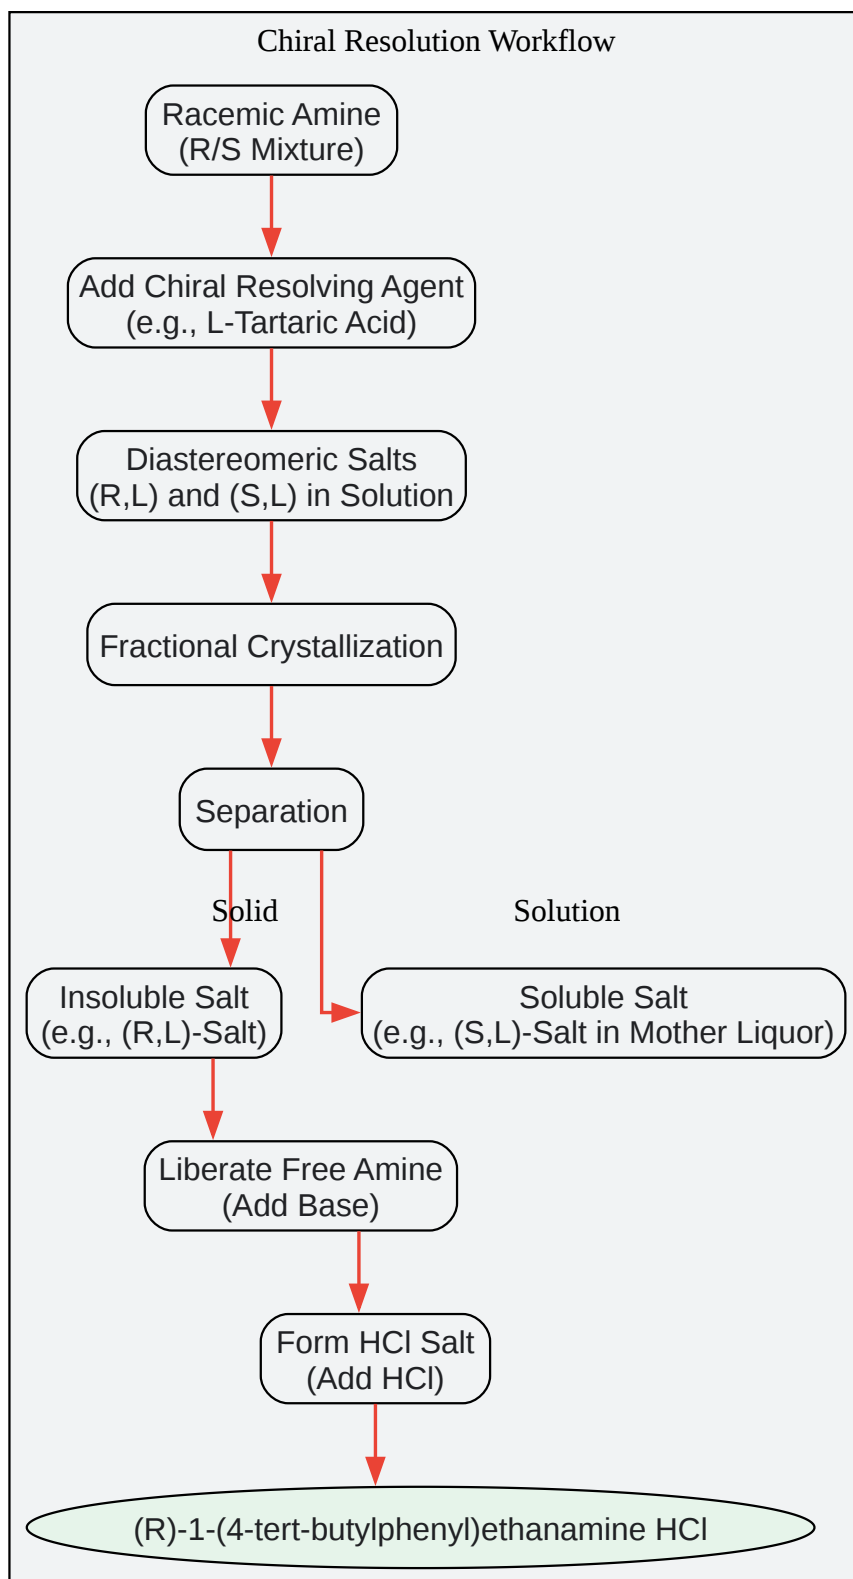 Chiral Resolution Workflow
Racemic Amine
(R/S Mixture)
Add Chiral Resolving Agent
(e.g., L-Tartaric Acid)
Diastereomeric Salts
(R,L) and (S,L) in Solution
Fractional Crystallization
Separation
Solid
Solution
Insoluble Salt
(e.g., (R,L)-Salt)
Soluble Salt
(e.g., (S,L)-Salt in Mother Liquor)
Liberate Free Amine
(Add Base)
Form HCl Salt
(Add HCl)
(R)-1-(4-tert-butylphenyl)ethanamine HCl